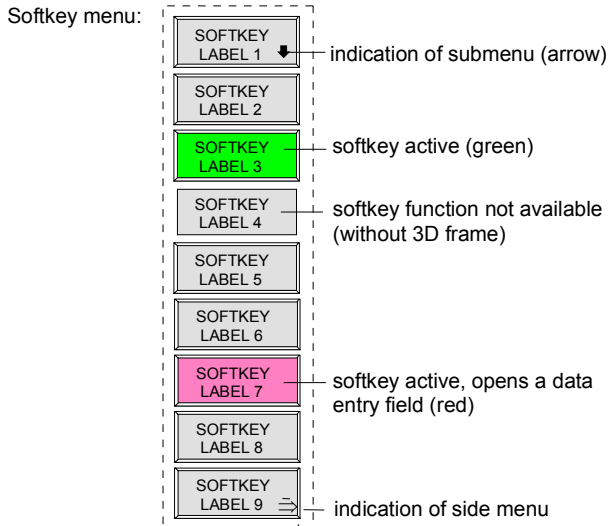 Softkey menu:
SOFTKEY
LABEL 1
indication of submenu (arrow)
SOFTKEY
LABEL 2
SOFTKEY
LABEL 3
softkey active (green)
SOFTKEY
LABEL 4
softkey function not available
(without 3D frame)
SOFTKEY
LABEL 5
SOFTKEY
LABEL 6
SOFTKEY
LABEL 7
softkey active, opens a data
entry field (red)
SOFTKEY
LABEL 8
SOFTKEY
LABEL 9
indication of side menu